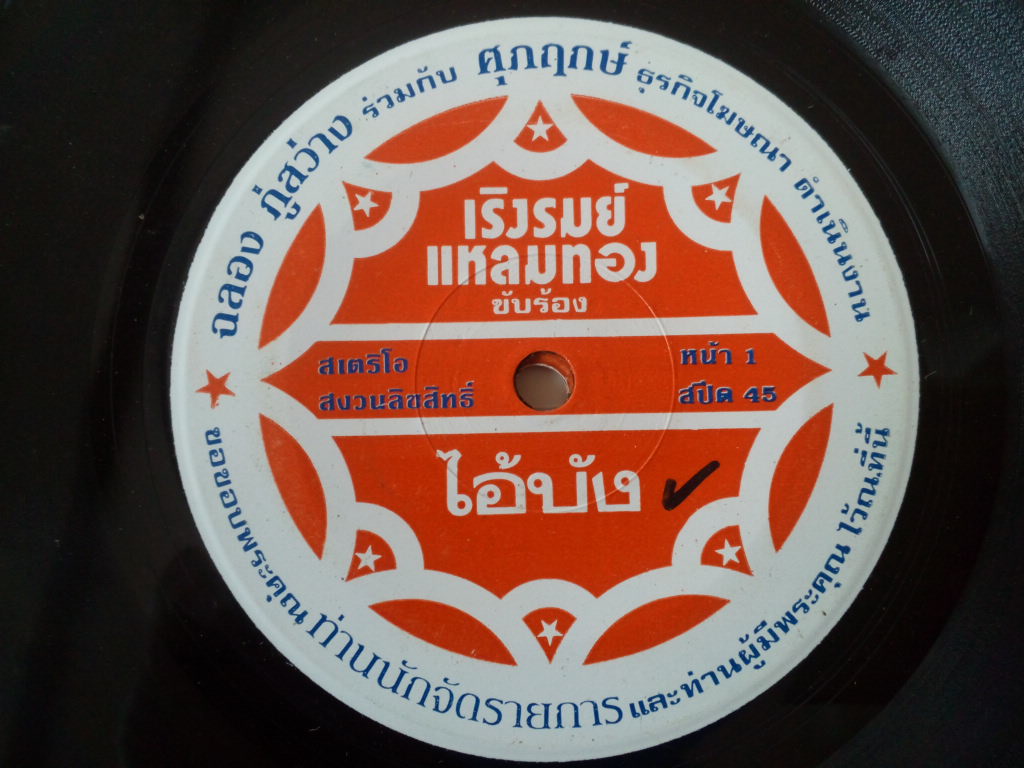 ฉลอง ภู่สว่าง ร่วมกับ ศุภฤกษ์ ธุรกิจโฆษณา ดำเนินงาน
เริงรมย์
แหลมทอง
ขับร้อง
สเตริโอ
สงวนลิขสิทธิ์
หน้า 1
สปีด 45
ไอ้บัง
ขอขอบพระคุณ ท่านนักจัดรายการ และท่านผู้มีพระคุณ ไว้ณ.ที่นี้